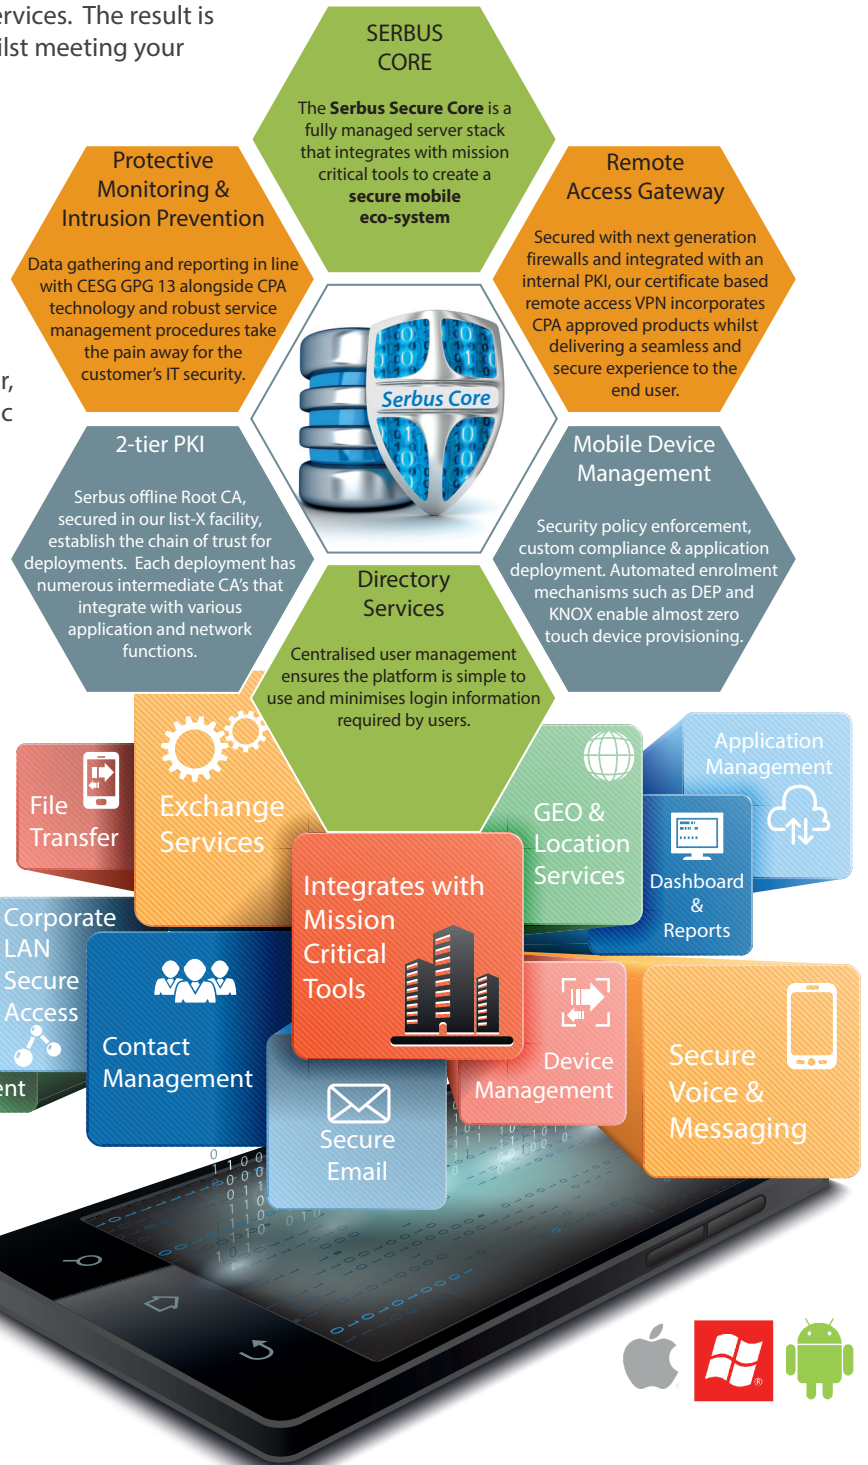 ervices.  The result is
ilst meeting your
SERBUS
CORE
The Serbus Secure Core is a
fully managed server stack
that integrates with mission
critical tools to create a
secure mobile
eco-system
Protective
Monitoring &
Intrusion Prevention
Data gathering and reporting in line
with CESG GPG 13 alongside CPA
technology and robust service
management procedures take
the pain away for the
customer's IT security.
Remote
Access Gateway
Secured with next generation
firewalls and integrated with an
internal PKI, our certificate based
remote access VPN incorporates
CPA approved products whilst
delivering a seamless and
secure experience to the
end user.
r,
c
Serbus Core
2-tier PKI
Serbus offline Root CA,
secured in our list-X facility,
establish the chain of trust for
deployments.  Each deployment has
numerous intermediate CA's that
integrate with various
application and network
functions.
Mobile Device
Management
Security policy enforcement,
custom compliance & application
deployment. Automated enrolment
mechanisms such as DEP and
KNOX enable almost zero
touch device provisioning.
Directory
Services
Centralised user management
ensures the platform is simple to
use and minimises login information
required by users.
File
Transfer
Exchange
Services
GEO &
Location
Services
Application
Management
Dashboard
&
Reports
Integrates with
Mission
Critical
Tools
Corporate
LAN
Secure
Access
ent
Contact
Management
Secure
Email
Device
Management
Secure
Voice &
Messaging